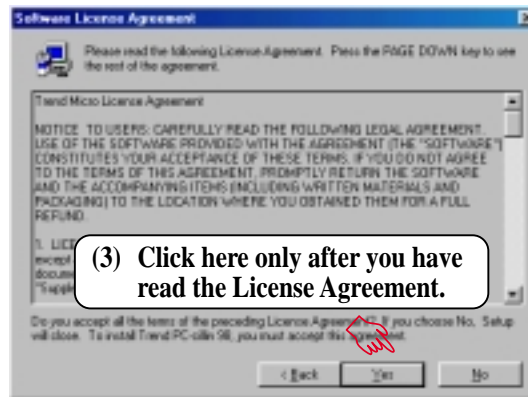 Software License Agreement
Please read the following License Agreement. Press the PAGE DOWN key to see
the rest of the agreement.
Trend Micro License Agreement
NOTICE TO USERS: CAREFULLY READ THE FOLLOWING LEGAL AGREEMENT.
USE OF THE SOFTWARE PROVIDED WITH THE AGREEMENT (THE "SOFTWARE")
CONSTITUTES YOUR ACCEPTANCE OF THESE TERMS. IF YOU DO NOT AGREE
TO THE TERMS OF THIS AGREEMENT, PROMPTLY RETURN THE SOFTWARE
AND THE ACCOMPANYING ITEMS (INCLUDING WRITTEN MATERIALS AND
PACKAGING) TO THE LOCATION WHERE YOU OBTAINED THEM FOR A FULL
REFUND.
1. LICE
except
docume
"Supple
(3) Click here only after you have
read the License Agreement.
Do you accept all the terms of the preceding License Agreement? If you choose No, Setup
will close. To install Trend PC-cillin 98, you must accept this agreement.
< Back Yes No